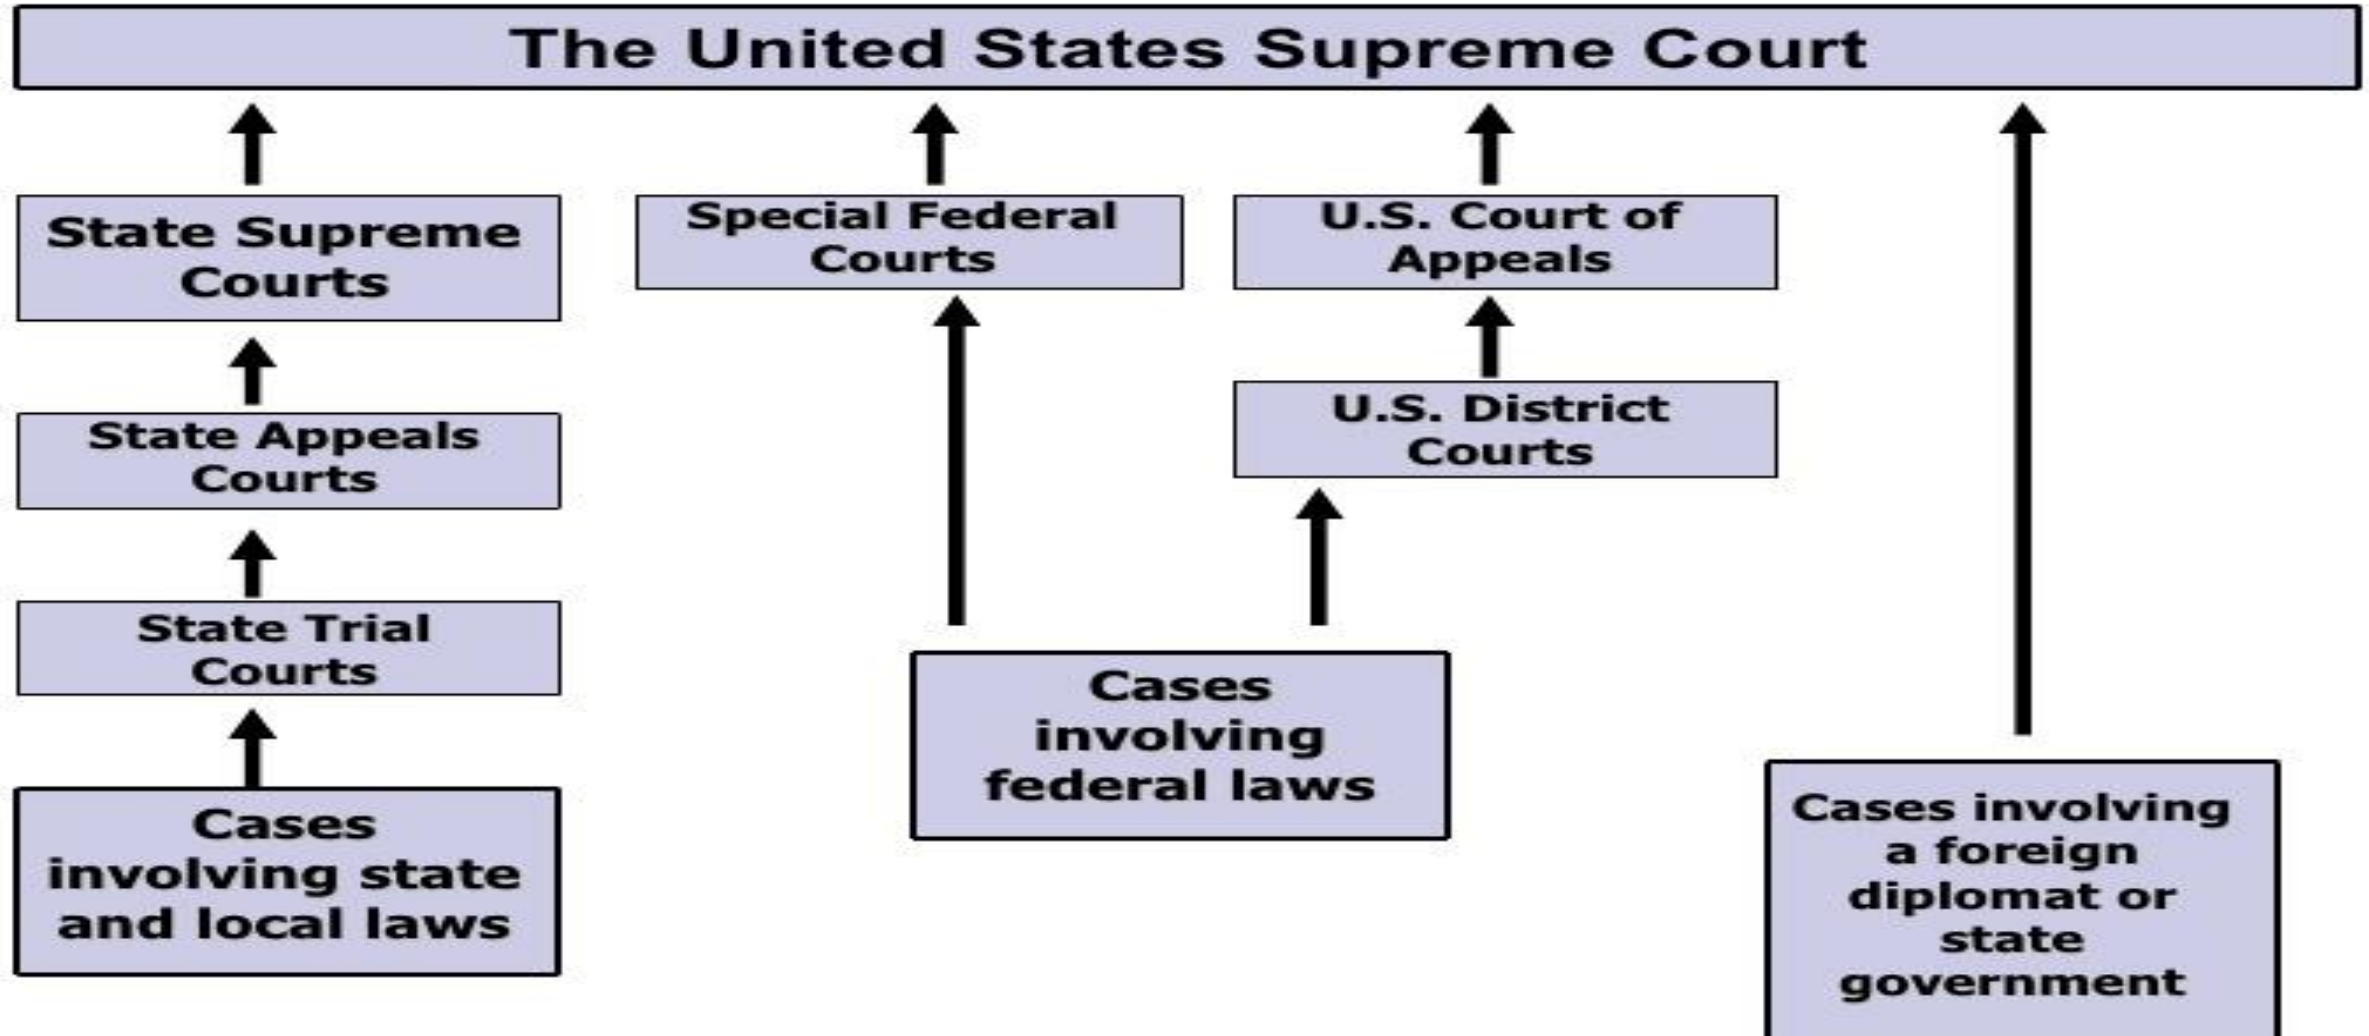 The United States Supreme Court
State Supreme
Courts
Special Federal
Courts
U.S. Court of
Appeals
State Appeals
Courts
U.S. District
Courts
State Trial
Courts
Cases
involving
federal laws
Cases
involving state
and local laws
Cases involving
a foreign
diplomat or
state
government